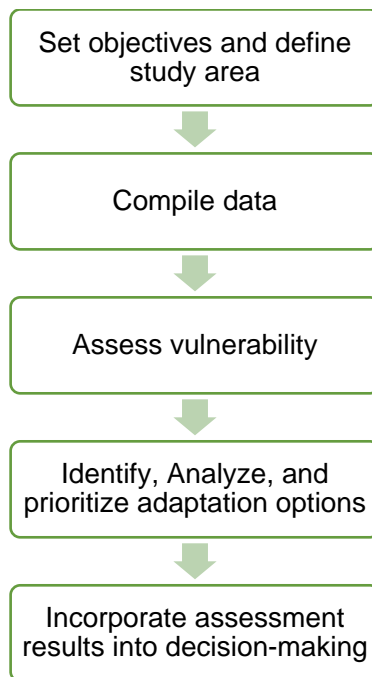 Set objectives and define
study area
Compile data
Assess vulnerability
Identify, Analyze, and
prioritize adaptation options
Incorporate assessment
results into decision-making